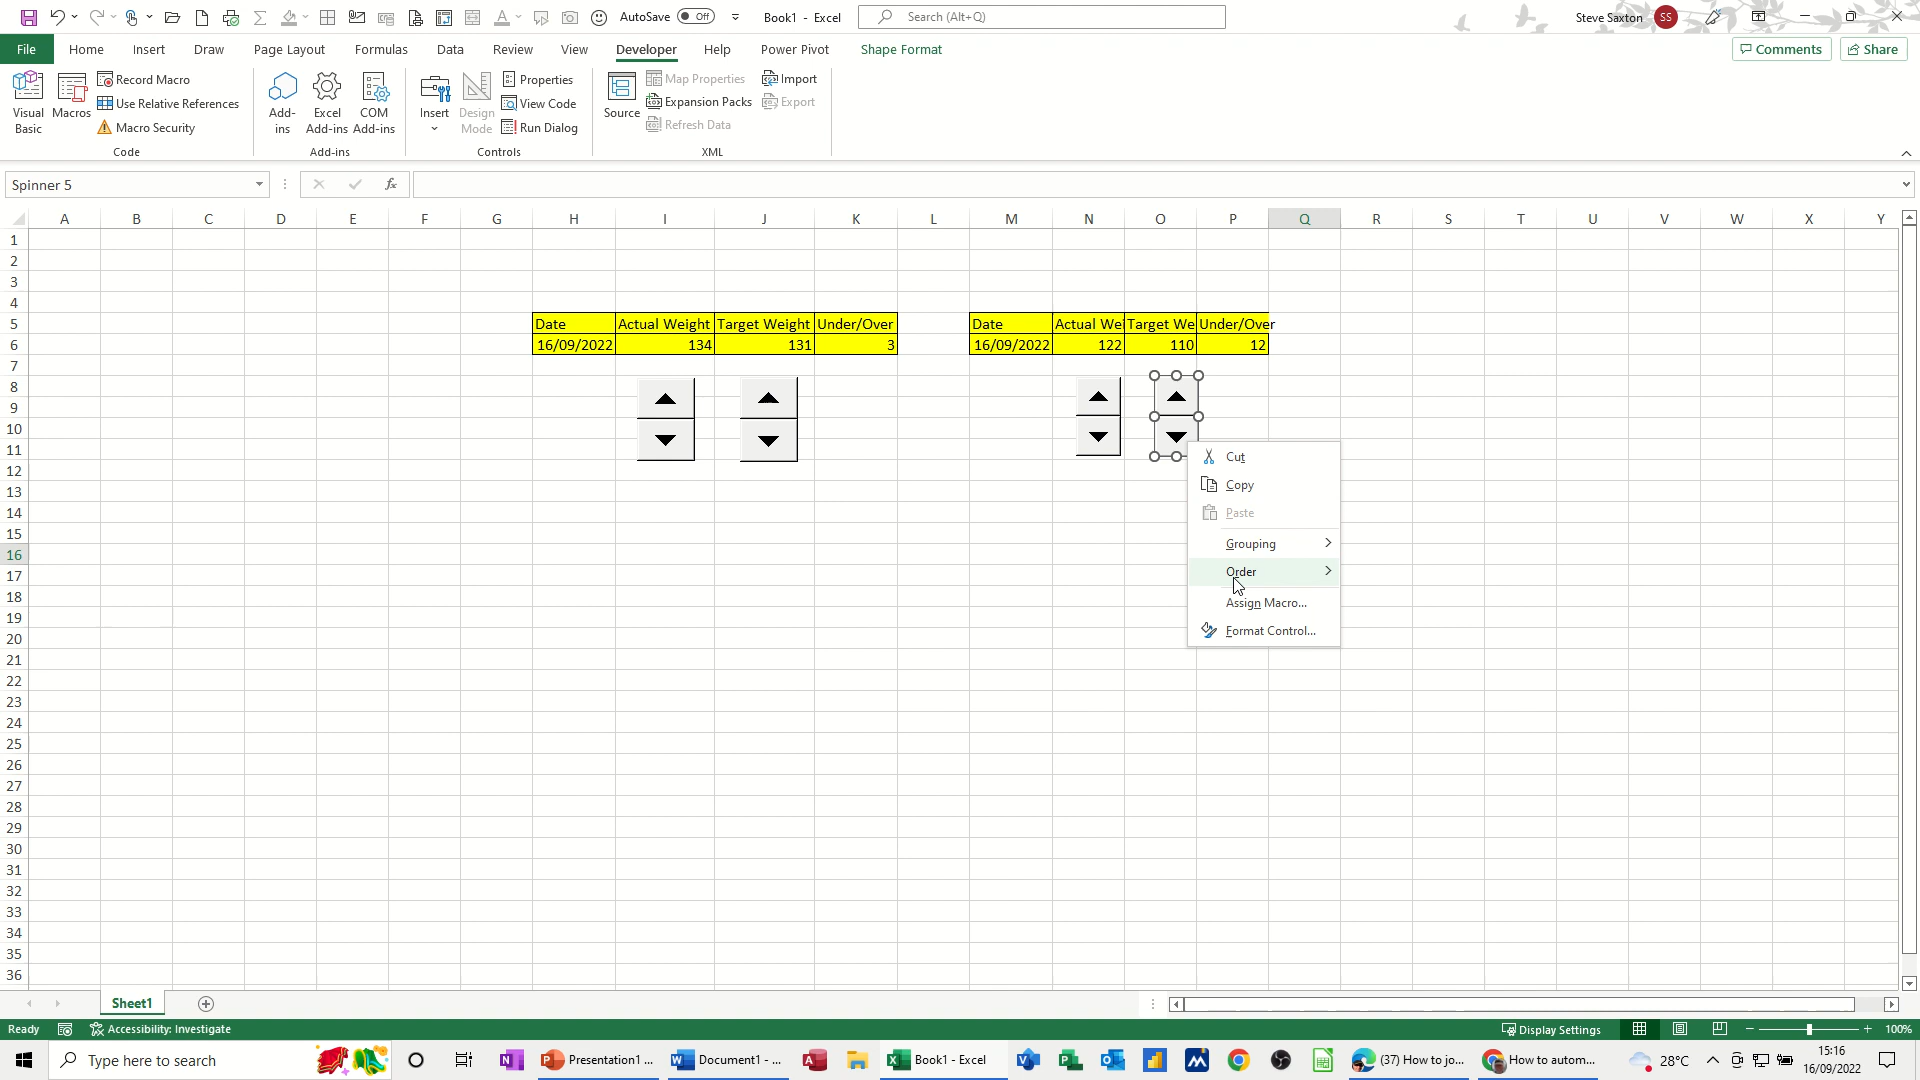 AutoSave Off Book1 - Excel Search (Alt+Q) Steve Saxton SS
File Home Insert Draw Page Layout Formulas Data Review View Developer Help Power Pivot Shape Format Comments Share
Visual Basic
Macros
Record Macro
Use Relative References
Macro Security
Code
Add-ins
Excel Add-ins
COM Add-ins
Add-ins
Insert
Design Mode
Properties
View Code
Run Dialog
Controls
Source
Map Properties
Expansion Packs
Refresh Data
Import
Export
XML
Spinner 5 fx
A B C D E F G H I J K L M N O P Q R S T U V W X Y
1
2
3
4
5 Date Actual Weight Target Weight Under/Over Date Actual Wei Target We Under/Over
6 16/09/2022 134 131 3 16/09/2022 122 110 12
7
8
9
10
11
12
13
14
15
16
17
18
19
20
21
22
23
24
25
26
27
28
29
30
31
32
33
34
35
36
Cut
Copy
Paste
Grouping
Order
Assign Macro...
Format Control...
Sheet1
Ready Accessibility: Investigate Display Settings 100%
Type here to search Presentation1 ... Document1 - ... Book1 - Excel (37) How to jo... How to autom... 28°C 15:16
16/09/2022